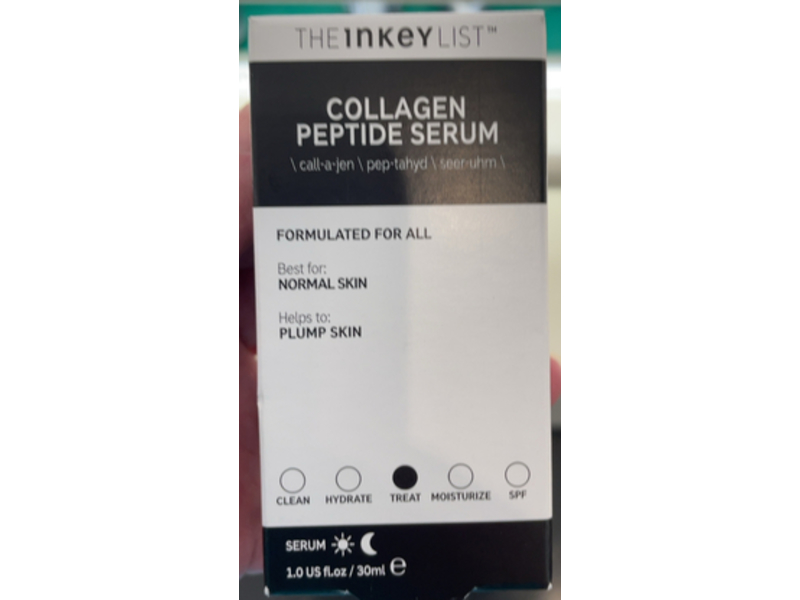 THE INKEY LIST™
COLLAGEN
PEPTIDE SERUM
\ call-a-jen \ pep-tahyd \ seer-uhm \
FORMULATED FOR ALL
Best for:
NORMAL SKIN
Helps to:
PLUMP SKIN
CLEAN HYDRATE TREAT MOISTURIZE SPF
SERUM
1.0 US fl.oz / 30ml ℮